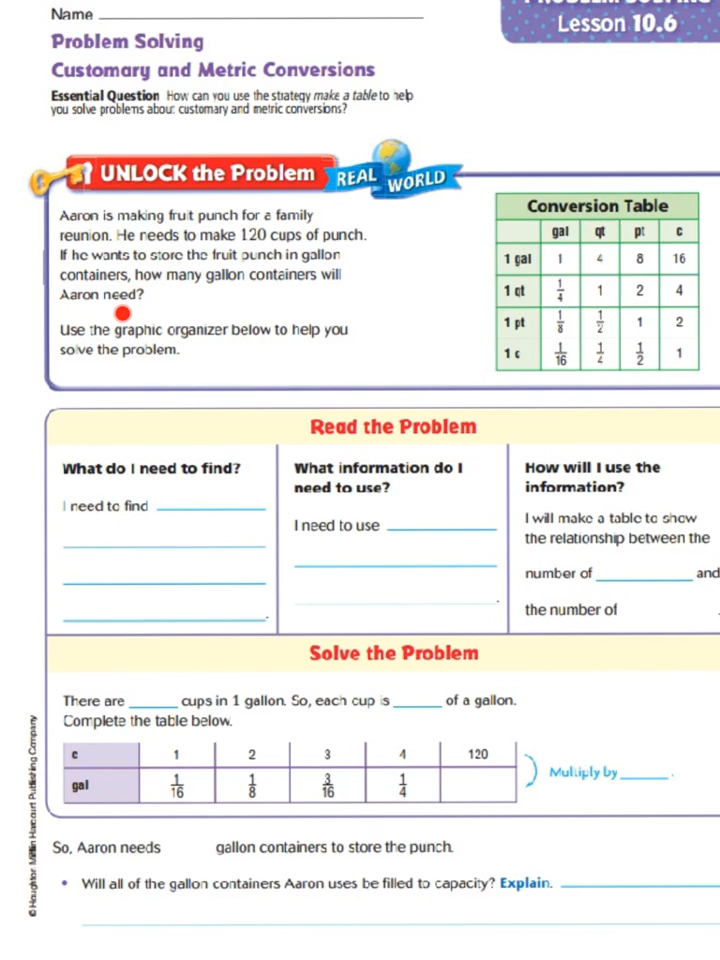 Name
PROBLEM SOLVING
Lesson 10.6
Problem Solving
Customary and Metric Conversions
Essential Question How can you use the strategy make a table to help
you solve problems about customary and metric conversions?
UNLOCK the Problem REAL WORLD
Aaron is making fruit punch for a family
reunion. He needs to make 120 cups of punch.
If he wants to store the fruit punch in gallon
containers, how many gallon containers will
Aaron need?
Use the graphic organizer below to help you
solve the problem.
Conversion Table
gal qt pt c
1 gal 1 4 8 16
1 qt 1/4 1 2 4
1 pt 1/8 1/2 1 2
1 c 1/16 1/4 1/2 1
Read the Problem
What do I need to find?
I need to find
.
What information do I
need to use?
I need to use
.
How will I use the
information?
I will make a table to show
the relationship between the
number of and
the number of .
Solve the Problem
There are cups in 1 gallon. So, each cup is of a gallon.
Complete the table below.
c 1 2 3 4 120
gal 1/16 1/8 3/16 1/4
Multiply by .
So, Aaron needs gallon containers to store the punch.
• Will all of the gallon containers Aaron uses be filled to capacity? Explain.
© Houghton Mifflin Harcourt Publishing Company